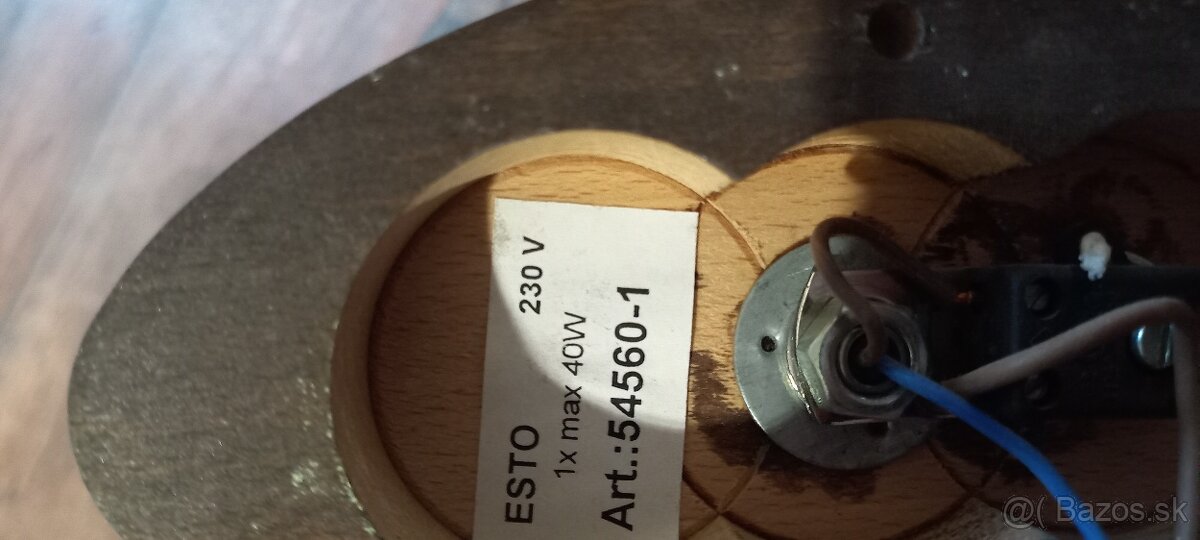 ESTO 230 V
1x max 40W
Art.:54560-1
@( Bazos.sk